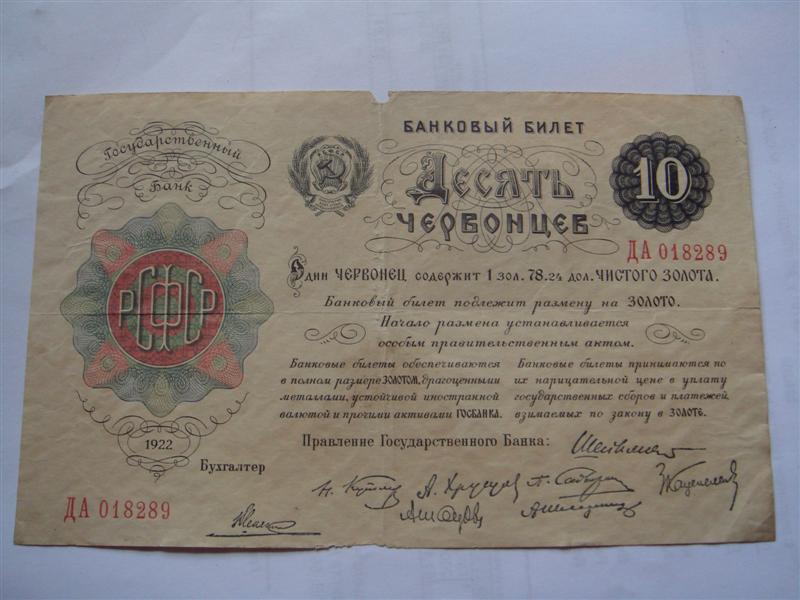 Государственный
Банк
РСФСР
1922
Бухгалтер
ДА 018289
БАНКОВЫЙ БИЛЕТ
Десять
ЧЕРВОНЦЕВ
10
ДА 018289
Один ЧЕРВОНЕЦ содержит 1 зол. 78.24 дол. ЧИСТОГО ЗОЛОТА.
Банковый билет подлежит размену на ЗОЛОТО.
Начало размена устанавливается
особым правительственным актом.
Банковые билеты обеспечиваются
в полном размере ЗОЛОТОМ, драгоценными
металлами, устойчивой иностранной
валютой и прочими активами ГОСБАНКА.
Банковые билеты принимаются по
их нарицательной цене в уплату
государственных сборов и платежей,
взимаемых по закону в ЗОЛОТЕ.
Правление Государственного Банка: